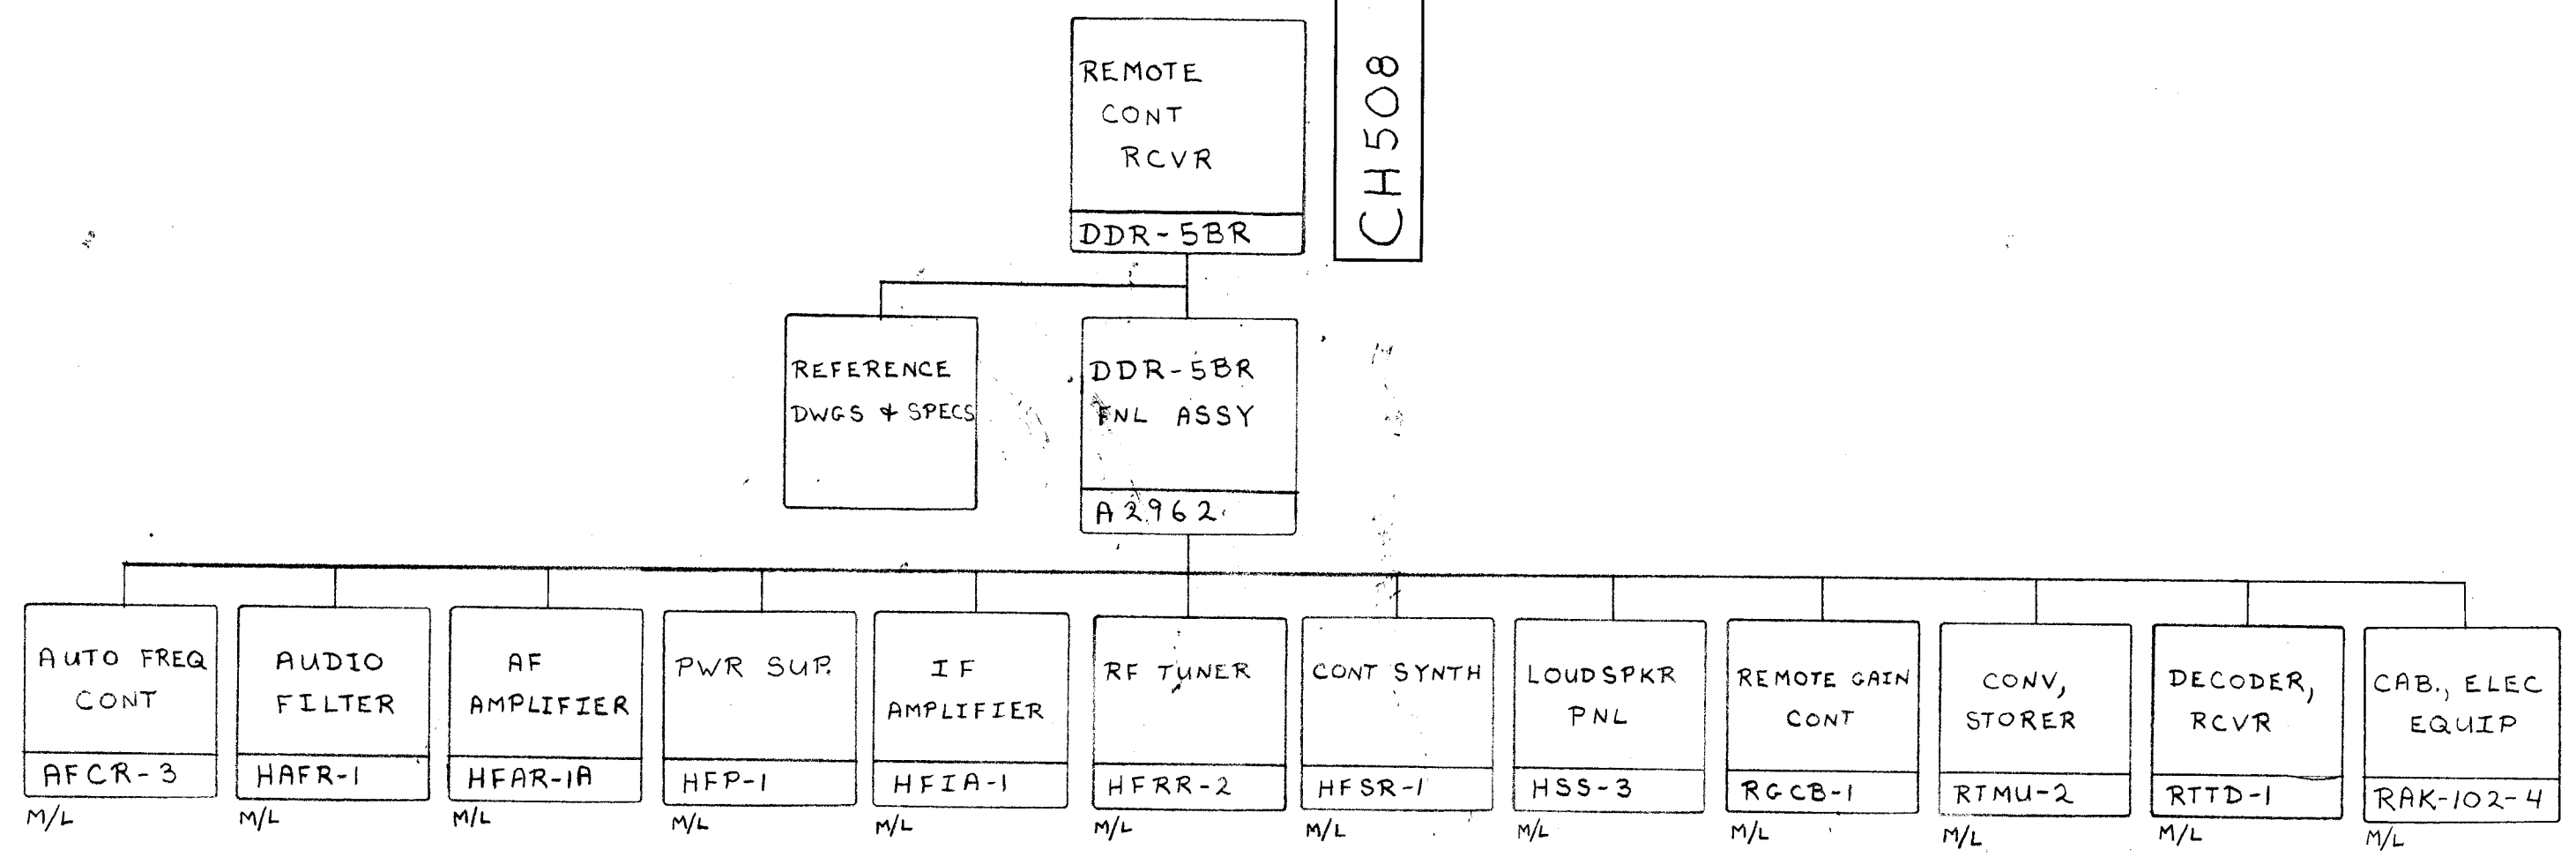 REMOTE
CONT
RCVR
DDR-5BR
CH508
REFERENCE
DWGS & SPECS
DDR-5BR
FNL ASSY
A2962
AUTO FREQ
CONT
AFCR-3
M/L
AUDIO
FILTER
HAFR-1
M/L
AF
AMPLIFIER
HFAR-1A
M/L
PWR SUP.
HFP-1
M/L
IF
AMPLIFIER
HFIA-1
M/L
RF TUNER
HFRR-2
M/L
CONT SYNTH
HFSR-1
M/L
LOUDSPKR
PNL
HSS-3
M/L
REMOTE GAIN
CONT
RGCB-1
M/L
CONV,
STORER
RTMU-2
M/L
DECODER,
RCVR
RTTD-1
M/L
CAB., ELEC
EQUIP
RAK-102-4
M/L